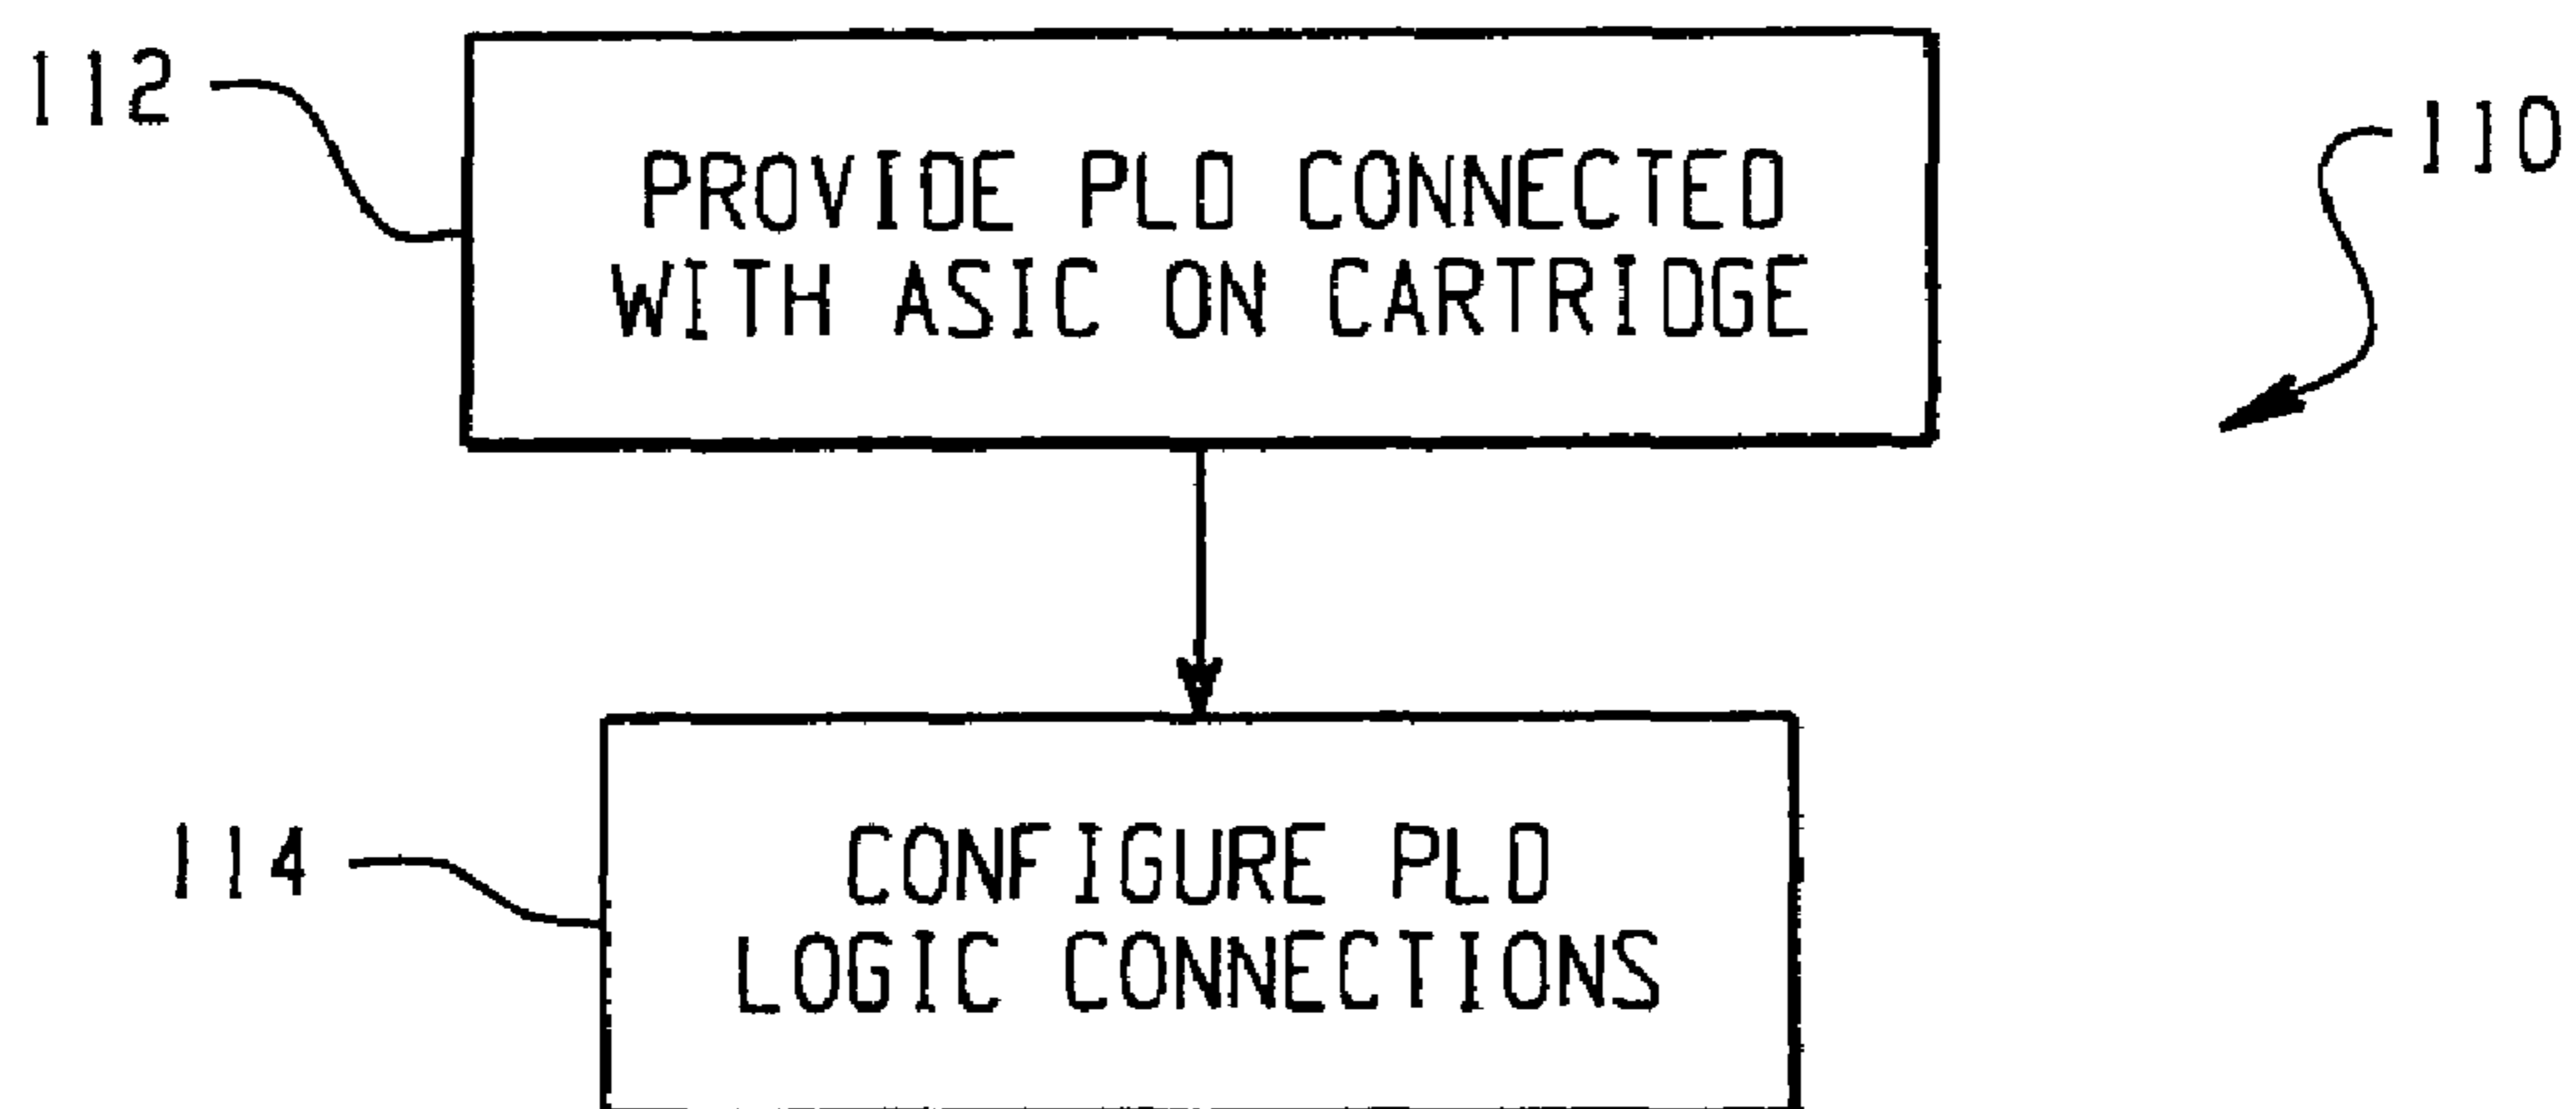 112
110
PROVIDE PLD CONNECTED
WITH ASIC ON CARTRIDGE
114
CONFIGURE PLD
LOGIC CONNECTIONS